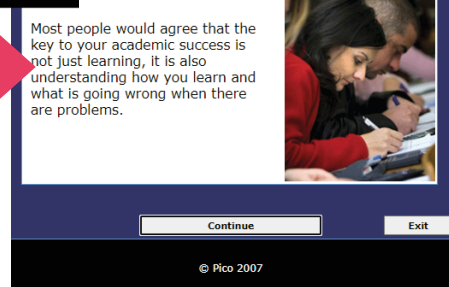 Most people would agree that the
key to your academic success is
not just learning, it is also
understanding how you learn and
what is going wrong when there
are problems.
Continue
Exit
© Pico 2007